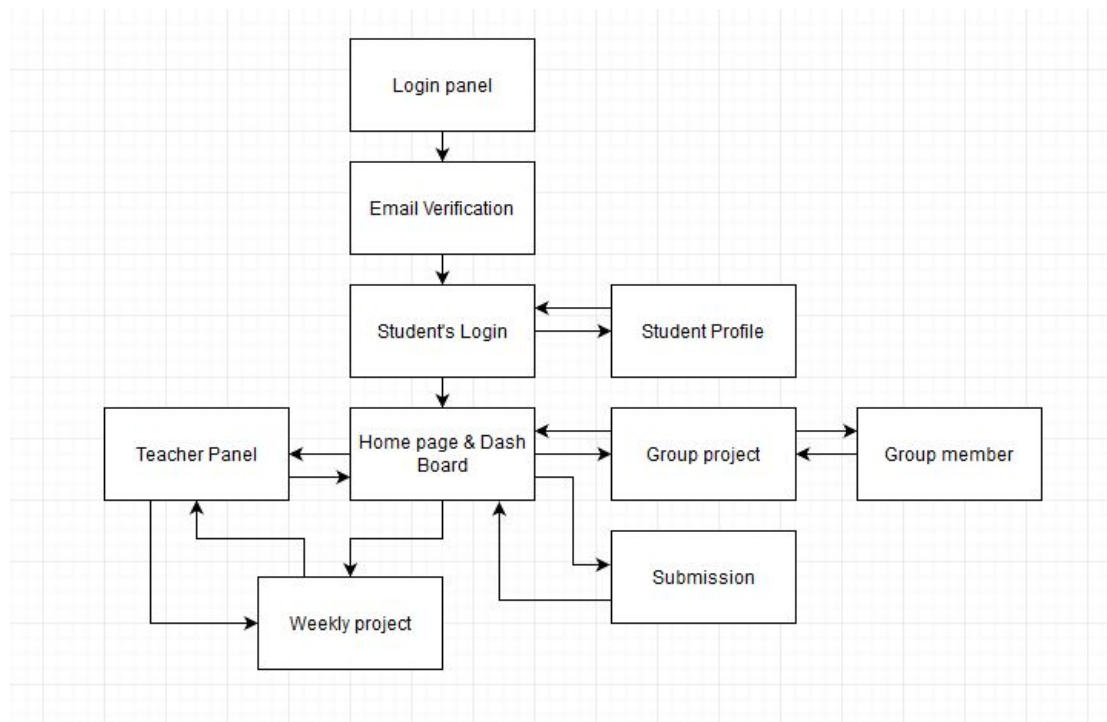 Login panel
Email Verification
Student's Login
Student Profile
Teacher Panel
Home page & Dash
Board
Group project
Group member
Submission
Weekly project